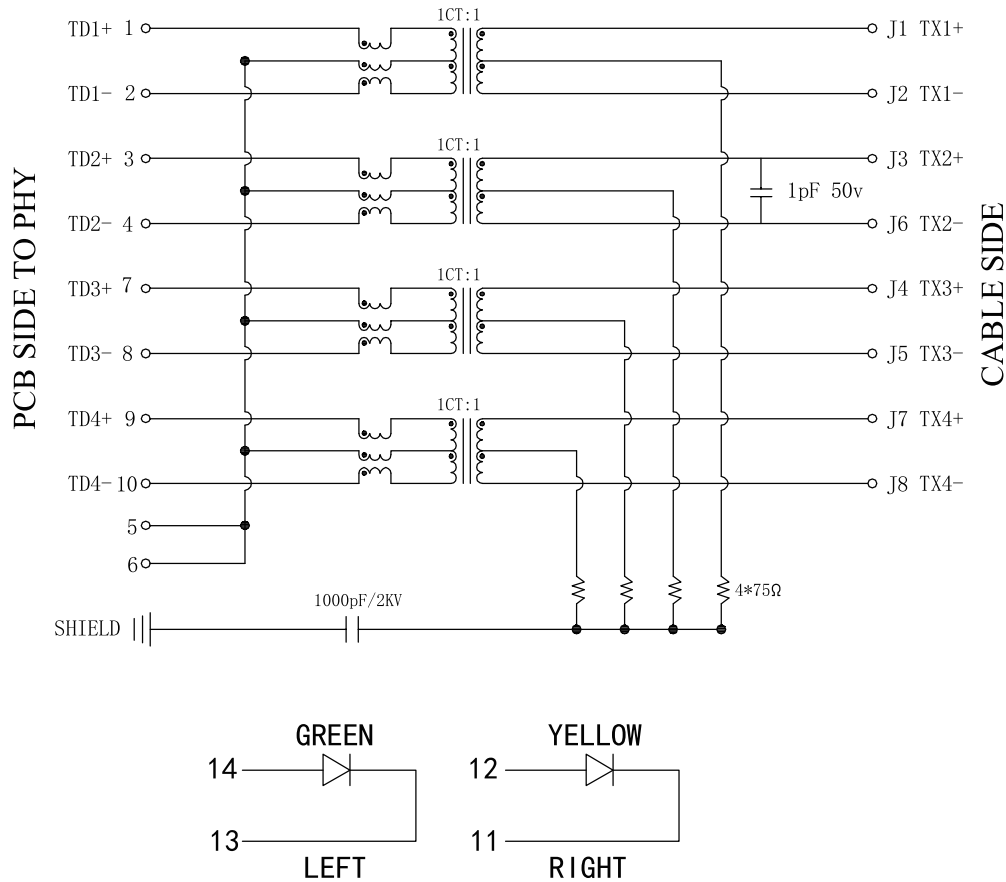 1CT:1
TD1+ 1 J1 TX1+
TD1- 2 J2 TX1-
1CT:1
TD2+ 3 J3 TX2+
1pF 50v
TD2- 4 J6 TX2-
PCB SIDE TO PHY
CABLE SIDE
1CT:1
TD3+ 7 J4 TX3+
TD3- 8 J5 TX3-
1CT:1
TD4+ 9 J7 TX4+
TD4- 10 J8 TX4-
5
6
1000pF/2KV
4*75Ω
SHIELD
GREEN YELLOW
14 12
13 11
LEFT RIGHT